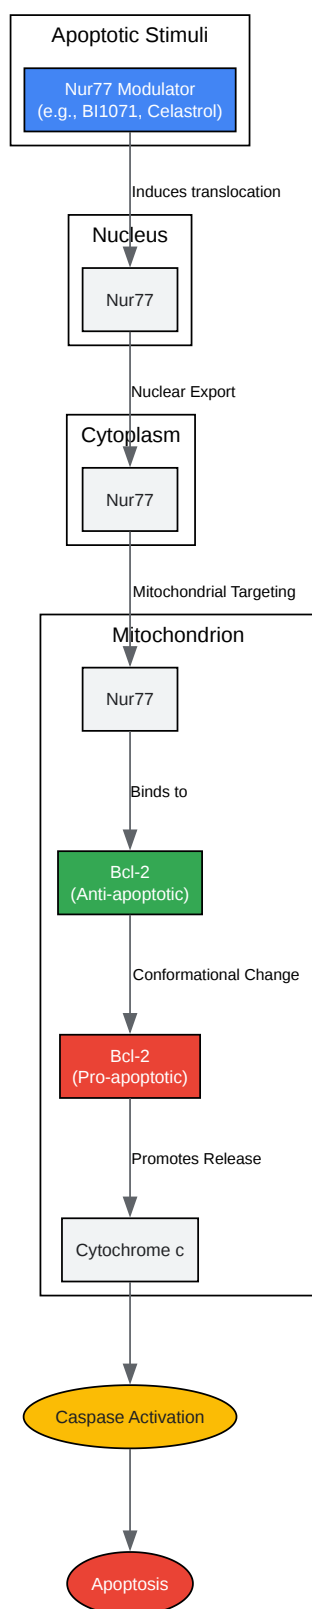 Apoptotic Stimuli
Nur77 Modulator
(e.g., BI1071, Celastrol)
Induces translocation
Nucleus
Nur77
Nuclear Export
Cytoplasm
Nur77
Mitochondrial Targeting
Mitochondrion
Nur77
Binds to
Bcl-2
(Anti-apoptotic)
Conformational Change
Bcl-2
(Pro-apoptotic)
Promotes Release
Cytochrome c
Caspase Activation
Apoptosis